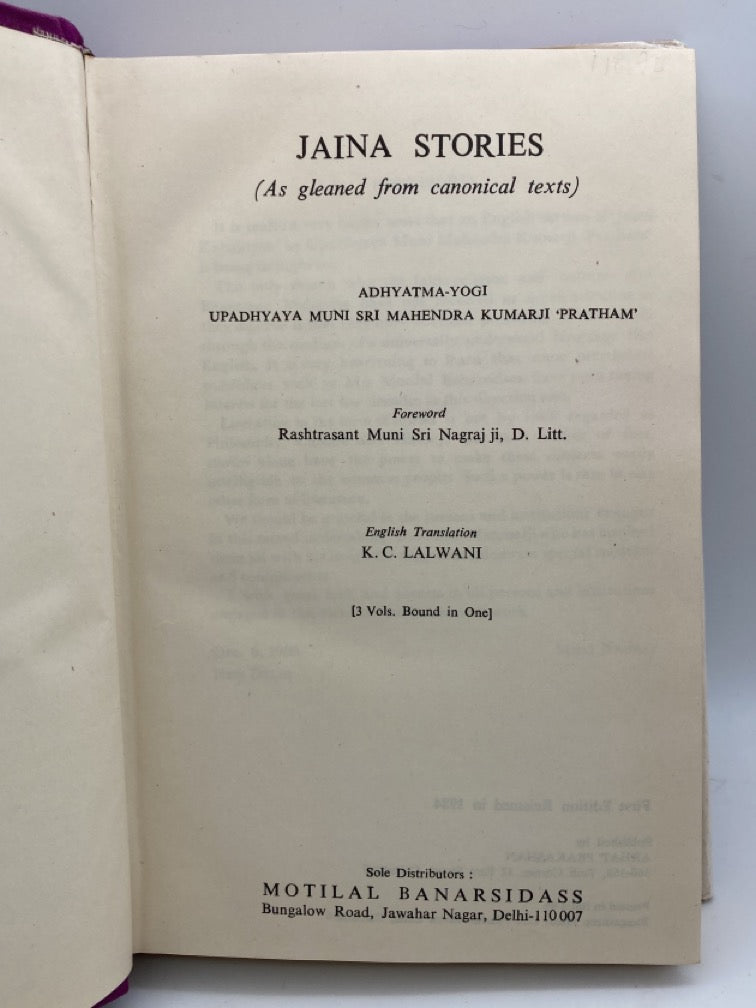 JAINA STORIES
(As gleaned from canonical texts)
ADHYATMA-YOGI
UPADHYAYA MUNI SRI MAHENDRA KUMARJI ‘PRATHAM’
Foreword
Rashtrasant Muni Sri Nagraj ji, D. Litt.
English Translation
K. C. LALWANI
[3 Vols. Bound in One]
Sole Distributors :
MOTILAL BANARSIDASS
Bungalow Road, Jawahar Nagar, Delhi-110007